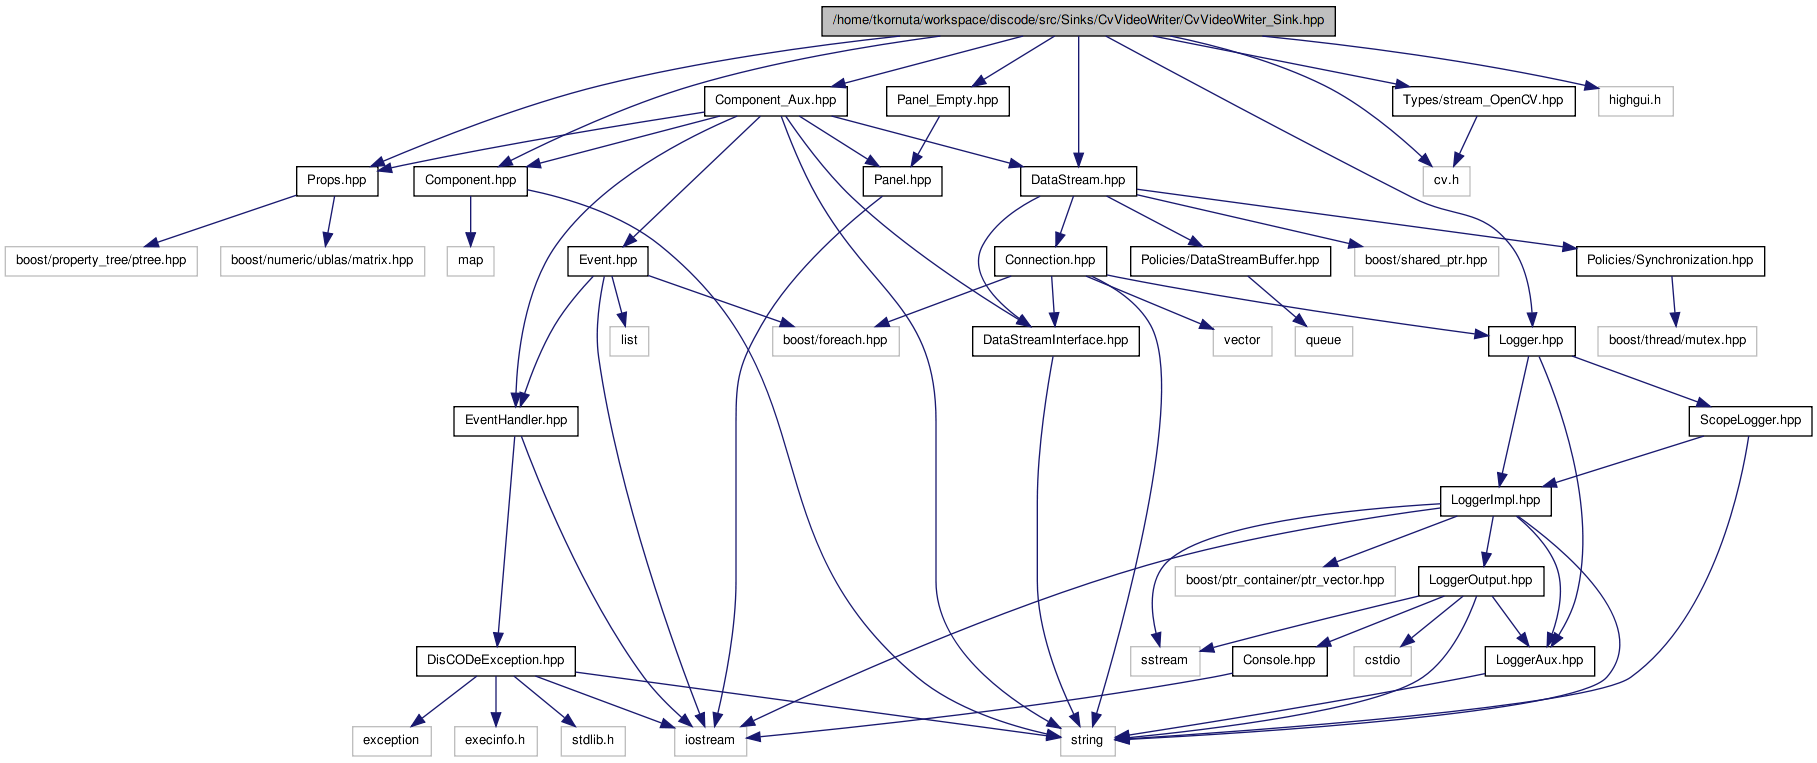 /home/tkornuta/workspace/discode/src/Sinks/CvVideoWriter/CvVideoWriter_Sink.hpp
Component_Aux.hpp
Panel_Empty.hpp
Types/stream_OpenCV.hpp
highgui.h
Props.hpp
Component.hpp
Panel.hpp
DataStream.hpp
cv.h
boost/property_tree/ptree.hpp
boost/numeric/ublas/matrix.hpp
map
Event.hpp
Connection.hpp
Policies/DataStreamBuffer.hpp
boost/shared_ptr.hpp
Policies/Synchronization.hpp
list
boost/foreach.hpp
DataStreamInterface.hpp
vector
queue
Logger.hpp
boost/thread/mutex.hpp
EventHandler.hpp
ScopeLogger.hpp
LoggerImpl.hpp
boost/ptr_container/ptr_vector.hpp
LoggerOutput.hpp
DisCODeException.hpp
sstream
Console.hpp
cstdio
LoggerAux.hpp
exception
execinfo.h
stdlib.h
iostream
string